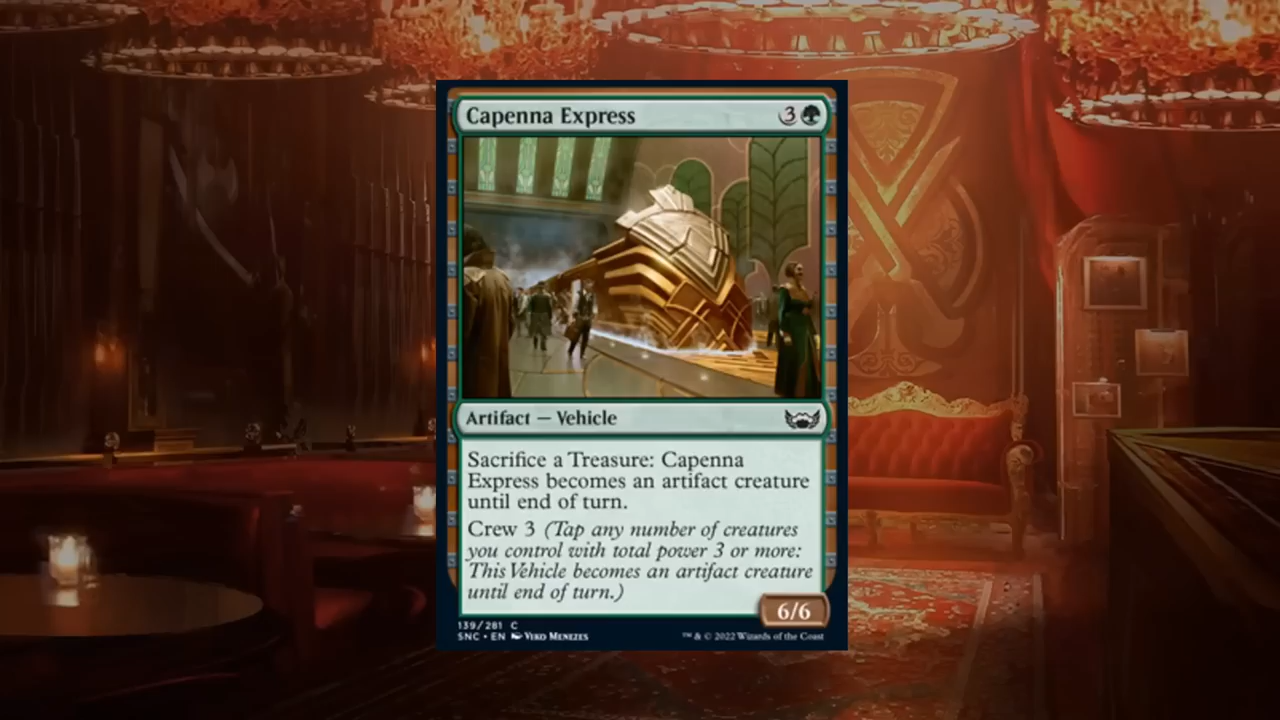 Capenna Express 3
Artifact — Vehicle
Sacrifice a Treasure: Capenna
Express becomes an artifact creature
until end of turn.
Crew 3 (Tap any number of creatures
you control with total power 3 or more:
This Vehicle becomes an artifact creature
until end of turn.)
6/6
139/281 C
SNC • EN Viko Menezes
™ & © 2022 Wizards of the Coast